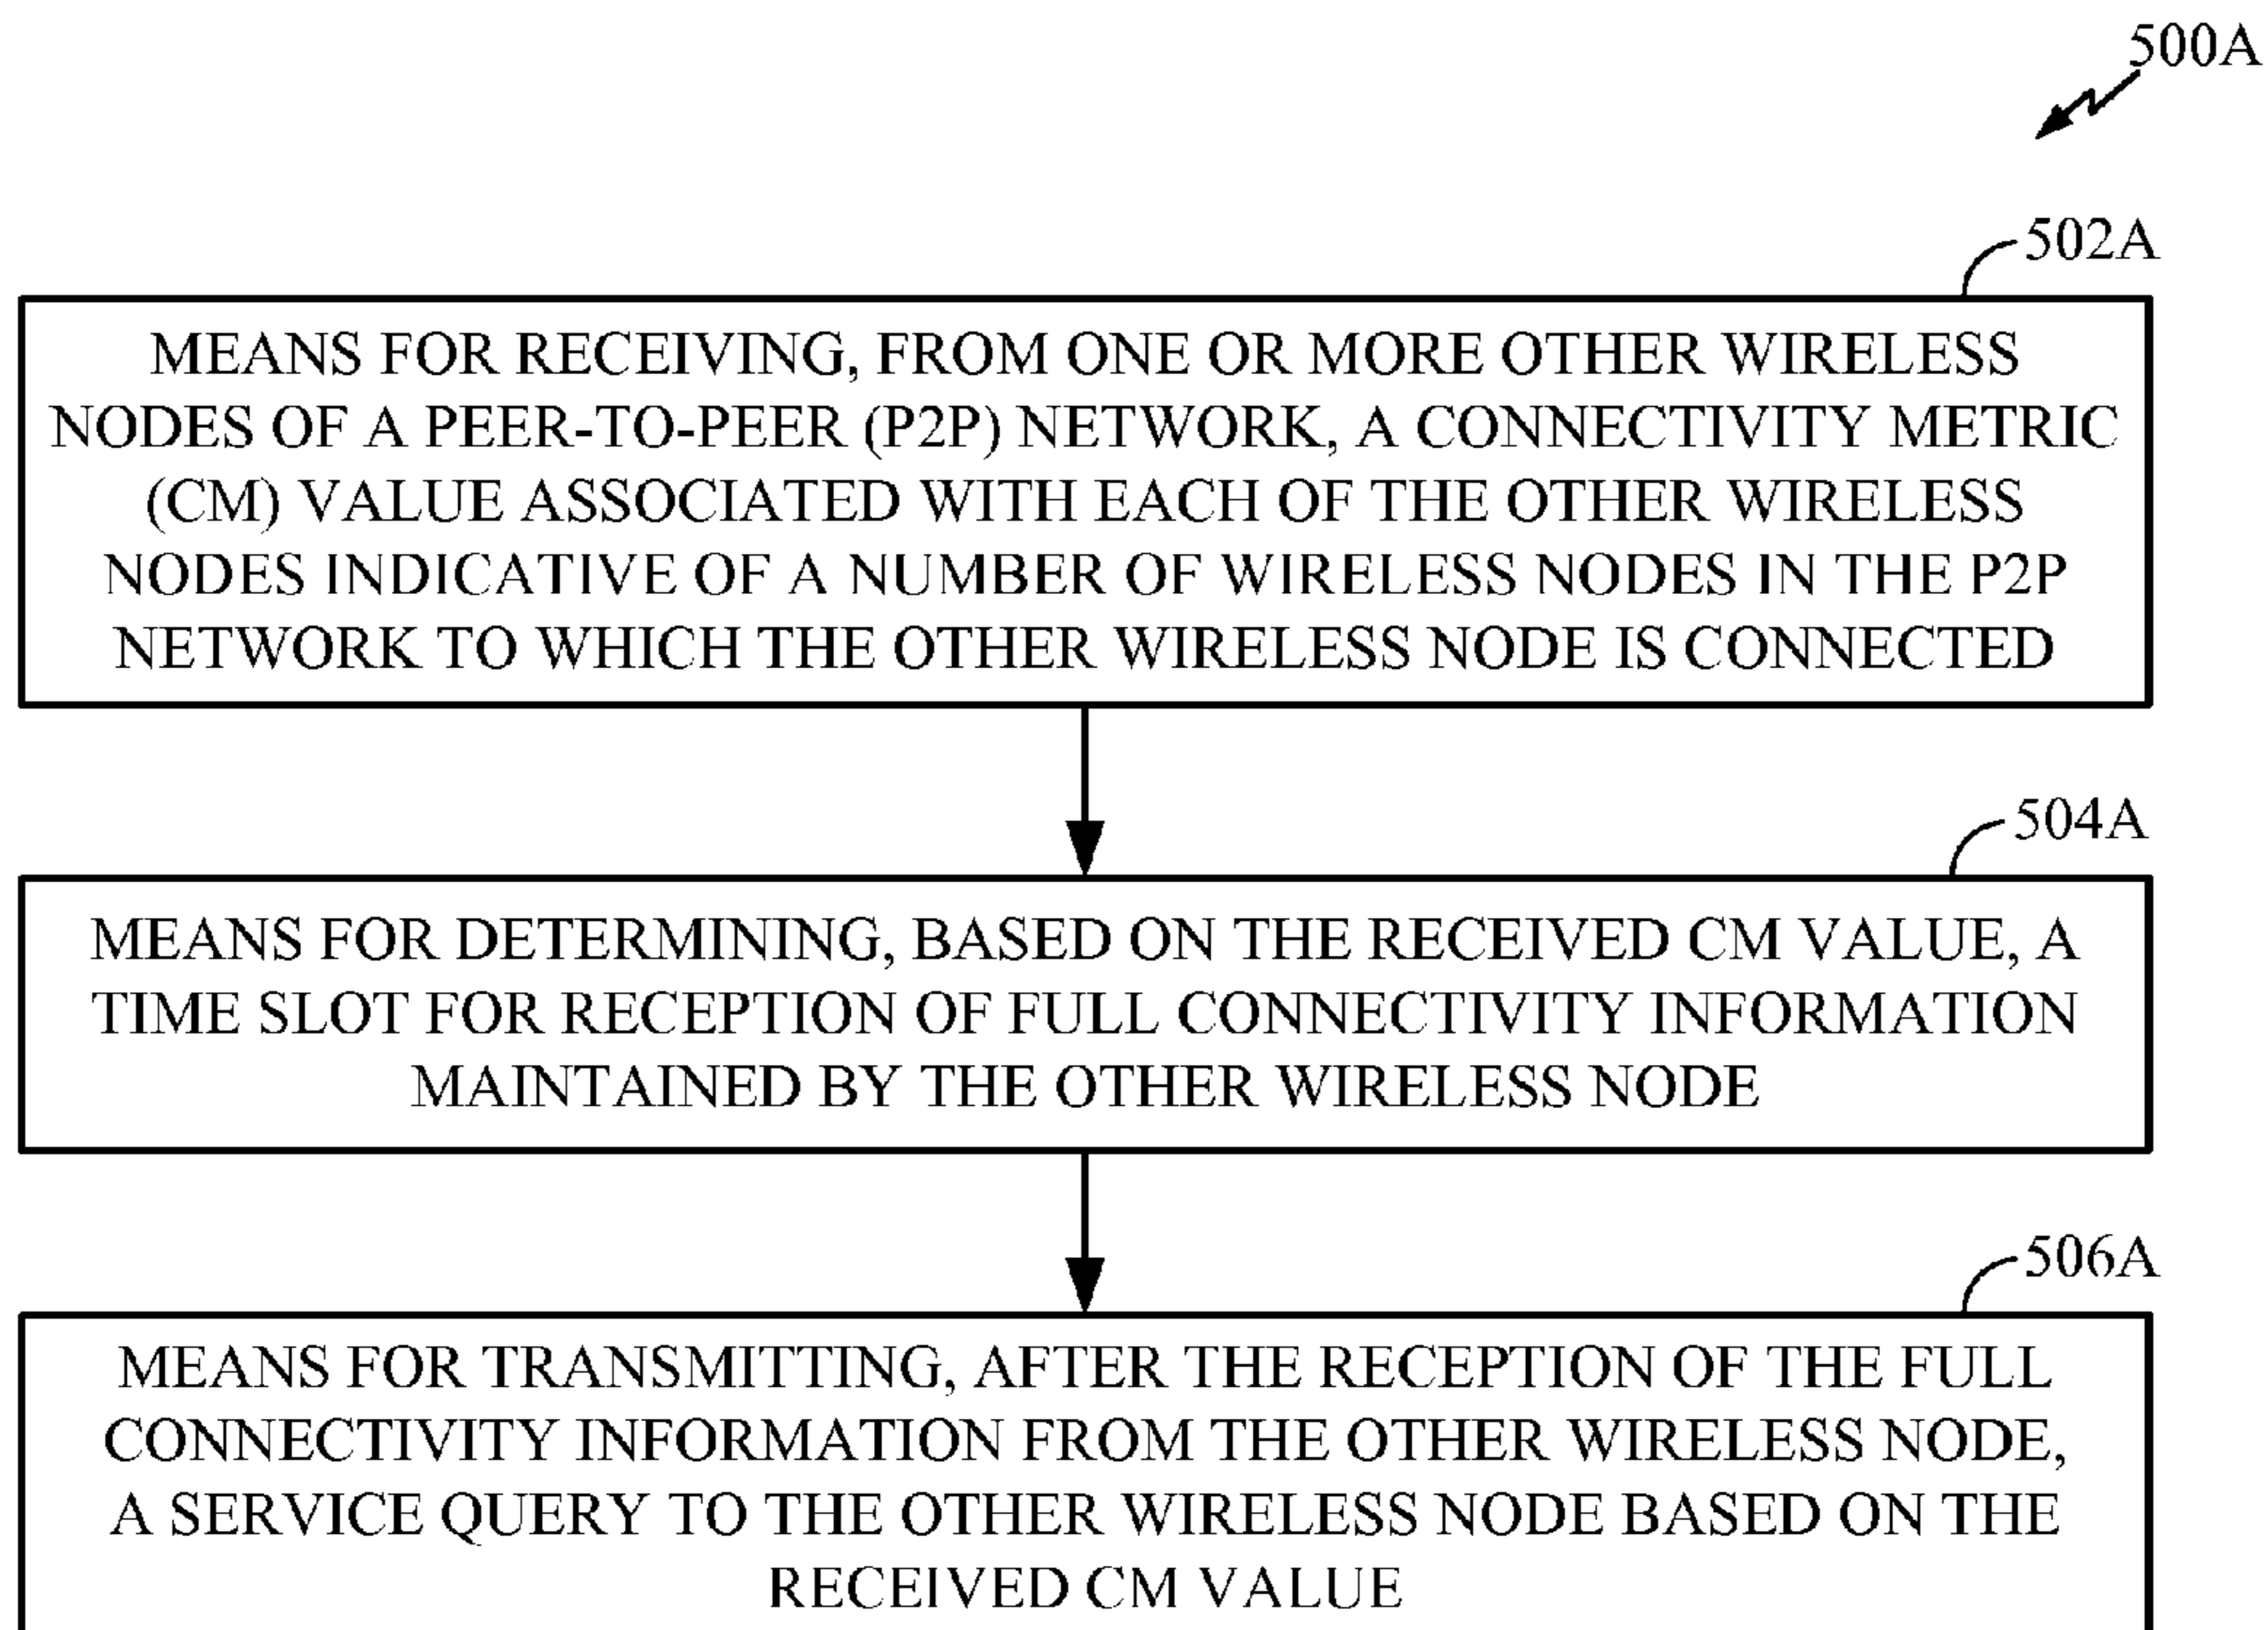 500A
502A
MEANS FOR RECEIVING, FROM ONE OR MORE OTHER WIRELESS
NODES OF A PEER-TO-PEER (P2P) NETWORK, A CONNECTIVITY METRIC
(CM) VALUE ASSOCIATED WITH EACH OF THE OTHER WIRELESS
NODES INDICATIVE OF A NUMBER OF WIRELESS NODES IN THE P2P
NETWORK TO WHICH THE OTHER WIRELESS NODE IS CONNECTED
504A
MEANS FOR DETERMINING, BASED ON THE RECEIVED CM VALUE, A
TIME SLOT FOR RECEPTION OF FULL CONNECTIVITY INFORMATION
MAINTAINED BY THE OTHER WIRELESS NODE
506A
MEANS FOR TRANSMITTING, AFTER THE RECEPTION OF THE FULL
CONNECTIVITY INFORMATION FROM THE OTHER WIRELESS NODE,
A SERVICE QUERY TO THE OTHER WIRELESS NODE BASED ON THE
RECEIVED CM VALUE